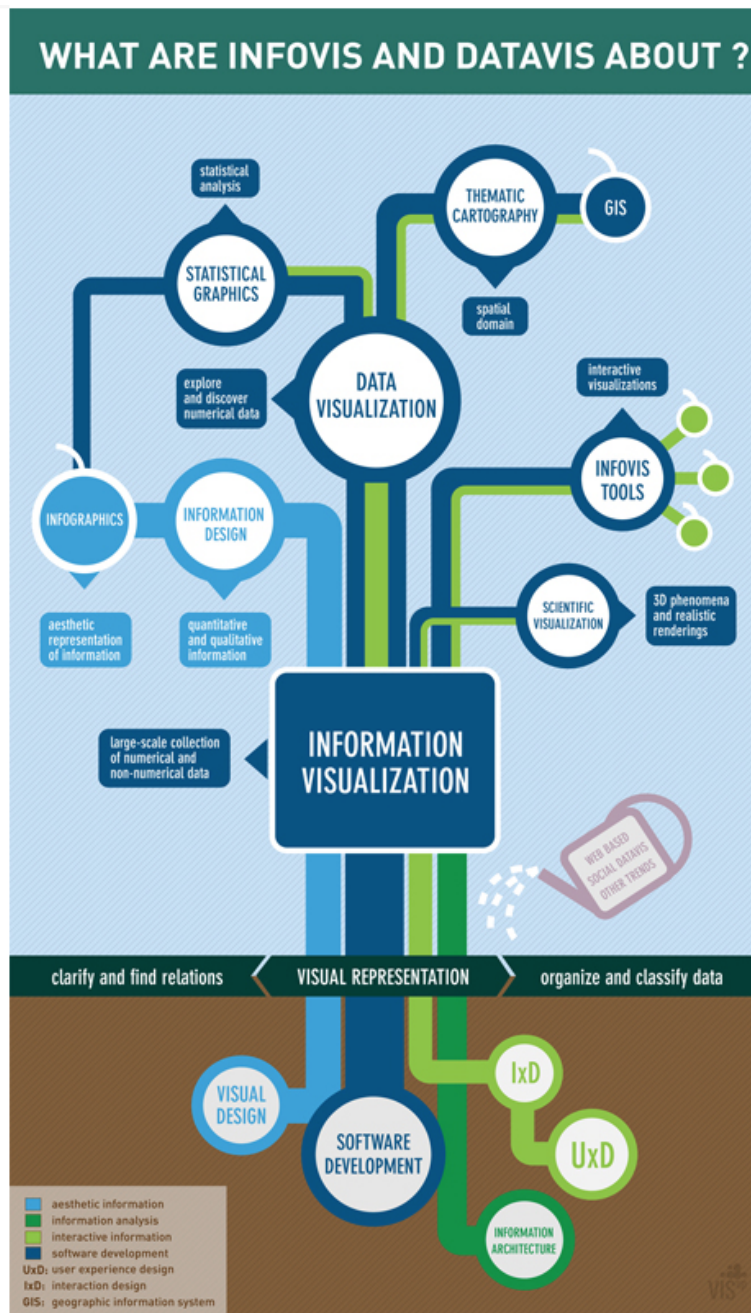 WHAT ARE INFOVIS AND DATAVIS ABOUT ?
statistical
analysis
THEMATIC
CARTOGRAPHY
GIS
STATISTICAL
GRAPHICS
spatial
domain
explore
and discover
numerical data
DATA
VISUALIZATION
interactive
visualizations
INFOVIS
TOOLS
INFOGRAPHICS
INFORMATION
DESIGN
aesthetic
representation
of information
quantitative
and qualitative
information
SCIENTIFIC
VISUALIZATION
3D phenomena
and realistic
renderings
large-scale collection
of numerical and
non-numerical data
INFORMATION
VISUALIZATION
WEB BASED
SOCIAL DATAVIS
OTHER TRENDS
clarify and find relations
VISUAL REPRESENTATION
organize and classify data
VISUAL
DESIGN
SOFTWARE
DEVELOPMENT
IxD
UxD
INFORMATION
ARCHITECTURE
aesthetic information
information analysis
interactive information
software development
UxD: user experience design
IxD: interaction design
GIS: geographic information system